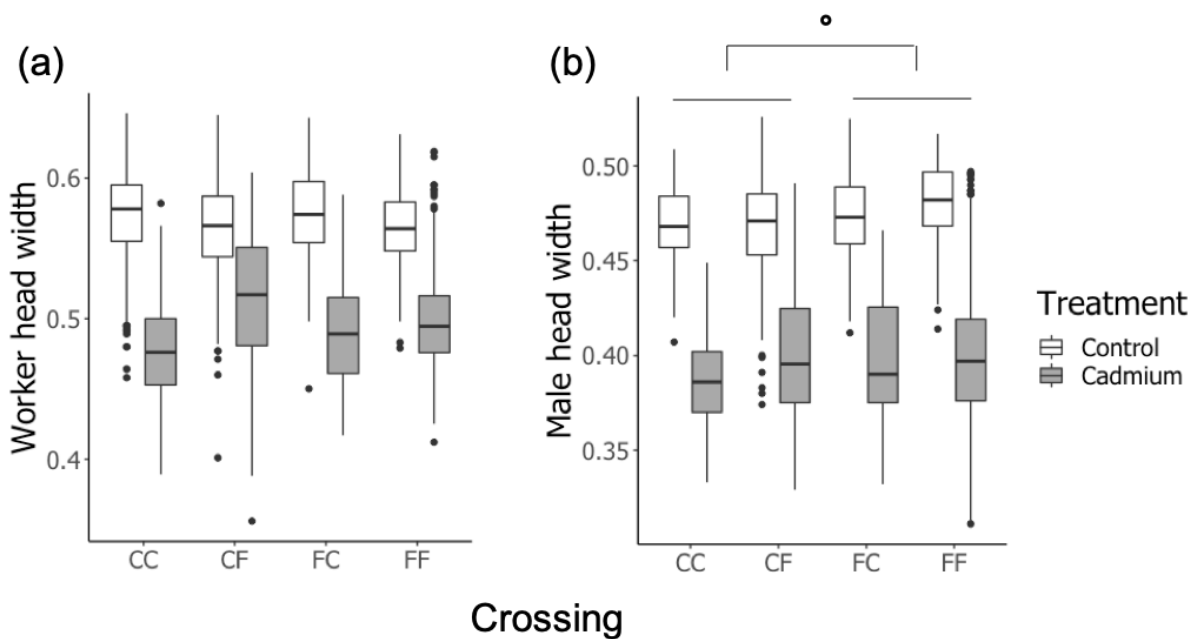 (a)
Worker head width
0.6
0.5
0.4
CC CF FC FF
(b)
Male head width
0.50
0.45
0.40
0.35
CC CF FC FF
Treatment
Control
Cadmium
Crossing